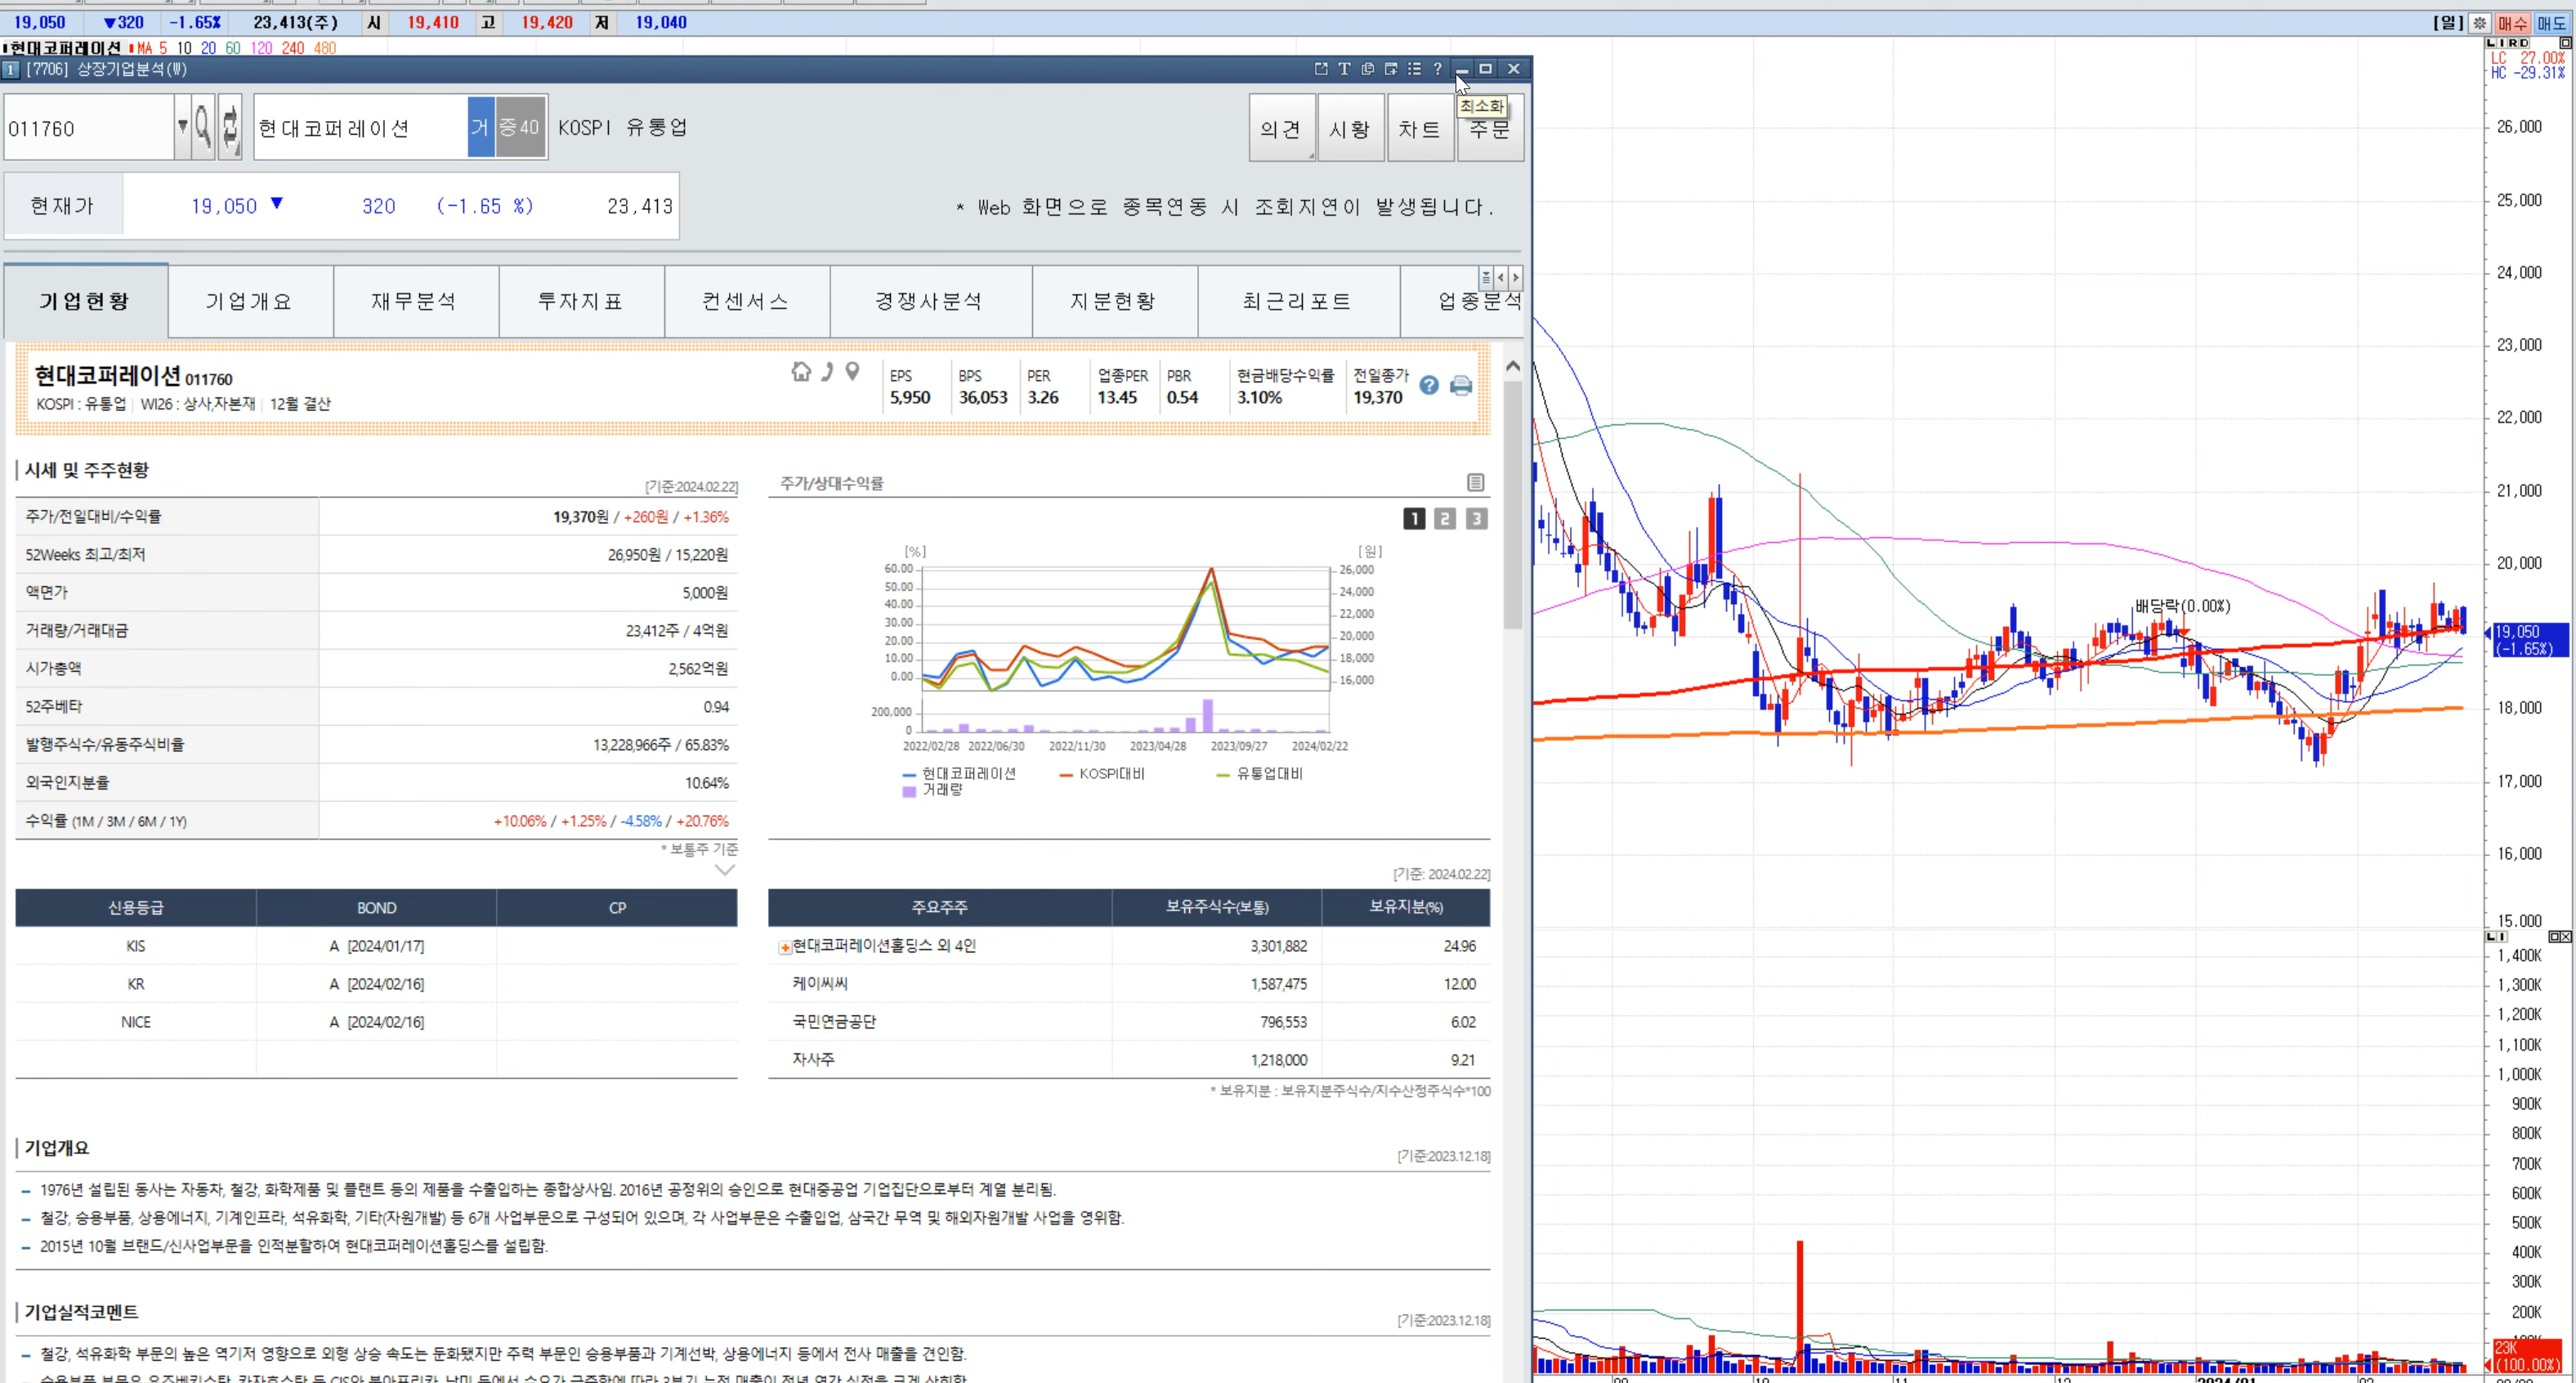 19,050 ▼320 -1.65% 23,413(주) 시 19,410 고 19,420 저 19,040 [일] 매수 매도
현대코퍼레이션 MA 5 10 20 60 120 240 480
LIRD
LC 27.00%
HC -29.31%
1 [7706] 상장기업분석(W) T ?
최소화
011760 현대코퍼레이션 거 증40 KOSPI 유통업 의견 시황 차트 주문
현재가 19,050 ▼ 320 (-1.65 %) 23,413 * Web 화면으로 종목연동 시 조회지연이 발생됩니다.
기업현황 기업개요 재무분석 투자지표 컨센서스 경쟁사분석 지분현황 최근리포트 업종분석
현대코퍼레이션 011760
KOSPI : 유통업 | WI26 : 상사,자본재 | 12월 결산
EPS BPS PER 업종PER PBR 현금배당수익률 전일종가
5,950 36,053 3.26 13.45 0.54 3.10% 19,370
시세 및 주주현황
[기준:2024.02.22]
주가/전일대비/수익률 19,370원 / +260원 / +1.36%
52Weeks 최고/최저 26,950원 / 15,220원
액면가 5,000원
거래량/거래대금 23,412주 / 4억원
시가총액 2,562억원
52주베타 0.94
발행주식수/유동주식비율 13,228,966주 / 65.83%
외국인지분율 10.64%
수익률 (1M / 3M / 6M / 1Y) +10.06% / +1.25% / -4.58% / +20.76%
* 보통주 기준
주가/상대수익률
1 2 3
[%] [원]
60.00 26,000
50.00 24,000
40.00 22,000
30.00 20,000
20.00 18,000
10.00 16,000
0.00
200,000
0
2022/02/28 2022/06/30 2022/11/30 2023/04/28 2023/09/27 2024/02/22
현대코퍼레이션 KOSPI대비 유통업대비
거래량
신용등급 BOND CP
KIS A [2024/01/17]
KR A [2024/02/16]
NICE A [2024/02/16]
[기준: 2024.02.22]
주요주주 보유주식수(보통) 보유지분(%)
현대코퍼레이션홀딩스 외 4인 3,301,882 24.96
케이씨씨 1,587,475 12.00
국민연금공단 796,553 6.02
자사주 1,218,000 9.21
* 보유지분 : 보유지분주식수/지수산정주식수*100
기업개요
[기준:2023.12.18]
– 1976년 설립된 동사는 자동차, 철강, 화학제품 및 플랜트 등의 제품을 수출입하는 종합상사임. 2016년 공정위의 승인으로 현대중공업 기업집단으로부터 계열 분리됨.
– 철강, 승용부품, 상용에너지, 기계인프라, 석유화학, 기타(자원개발) 등 6개 사업부문으로 구성되어 있으며, 각 사업부문은 수출입업, 삼국간 무역 및 해외자원개발 사업을 영위함.
– 2015년 10월 브랜드/신사업부문을 인적분할하여 현대코퍼레이션홀딩스를 설립함.
기업실적코멘트
[기준:2023.12.18]
– 철강, 석유화학 부문의 높은 역기저 영향으로 외형 상승 속도는 둔화됐지만 주력 부문인 승용부품과 기계선박, 상용에너지 등에서 전사 매출을 견인함.
26,000
25,000
24,000
23,000
22,000
21,000
20,000
배당락(0.00%)
19,050
(-1.65%)
18,000
17,000
16,000
15,000
LI
1,400K
1,300K
1,200K
1,100K
1,000K
900K
800K
700K
600K
500K
400K
300K
200K
23K
(100.00%)